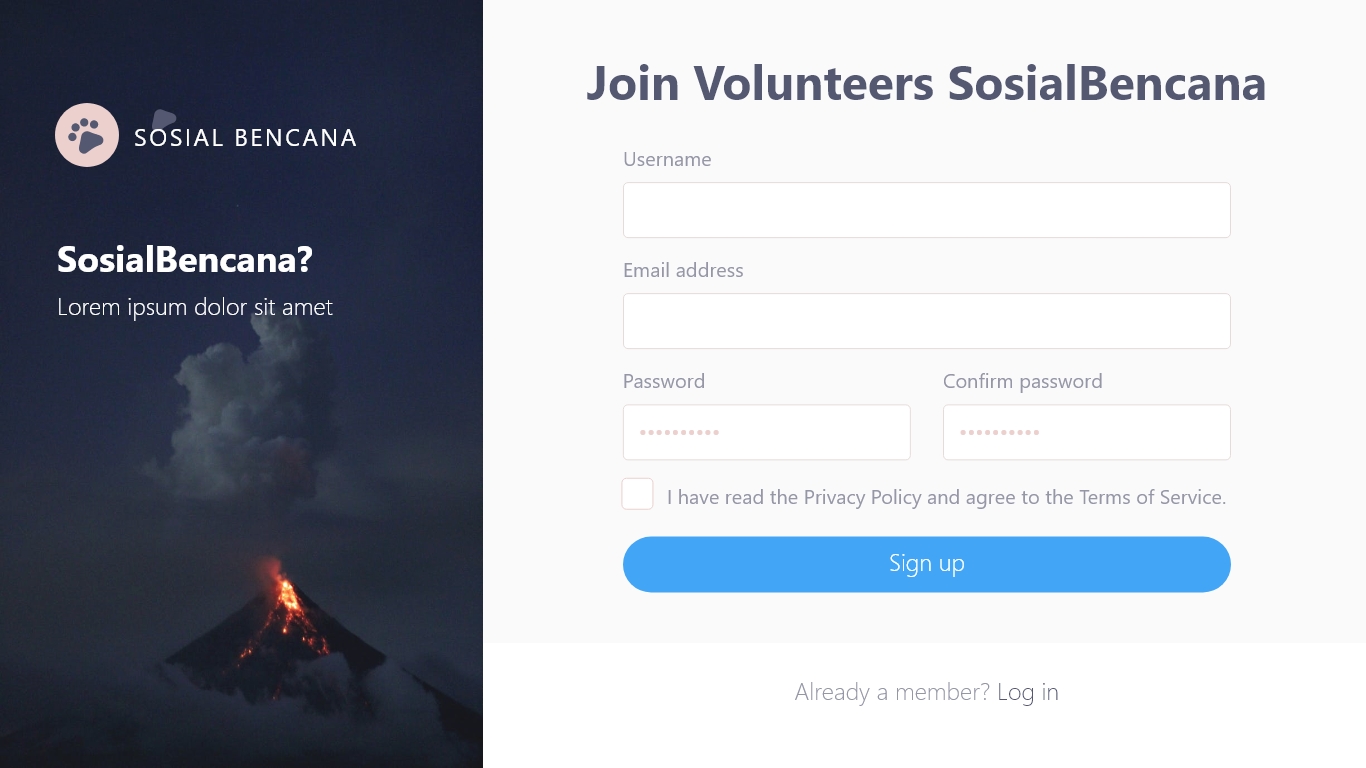 SOSIAL BENCANA
SosialBencana?
Lorem ipsum dolor sit amet
Join Volunteers SosialBencana
Username
Email address
Password
Confirm password
••••••••••
••••••••••
I have read the Privacy Policy and agree to the Terms of Service.
Sign up
Already a member? Log in